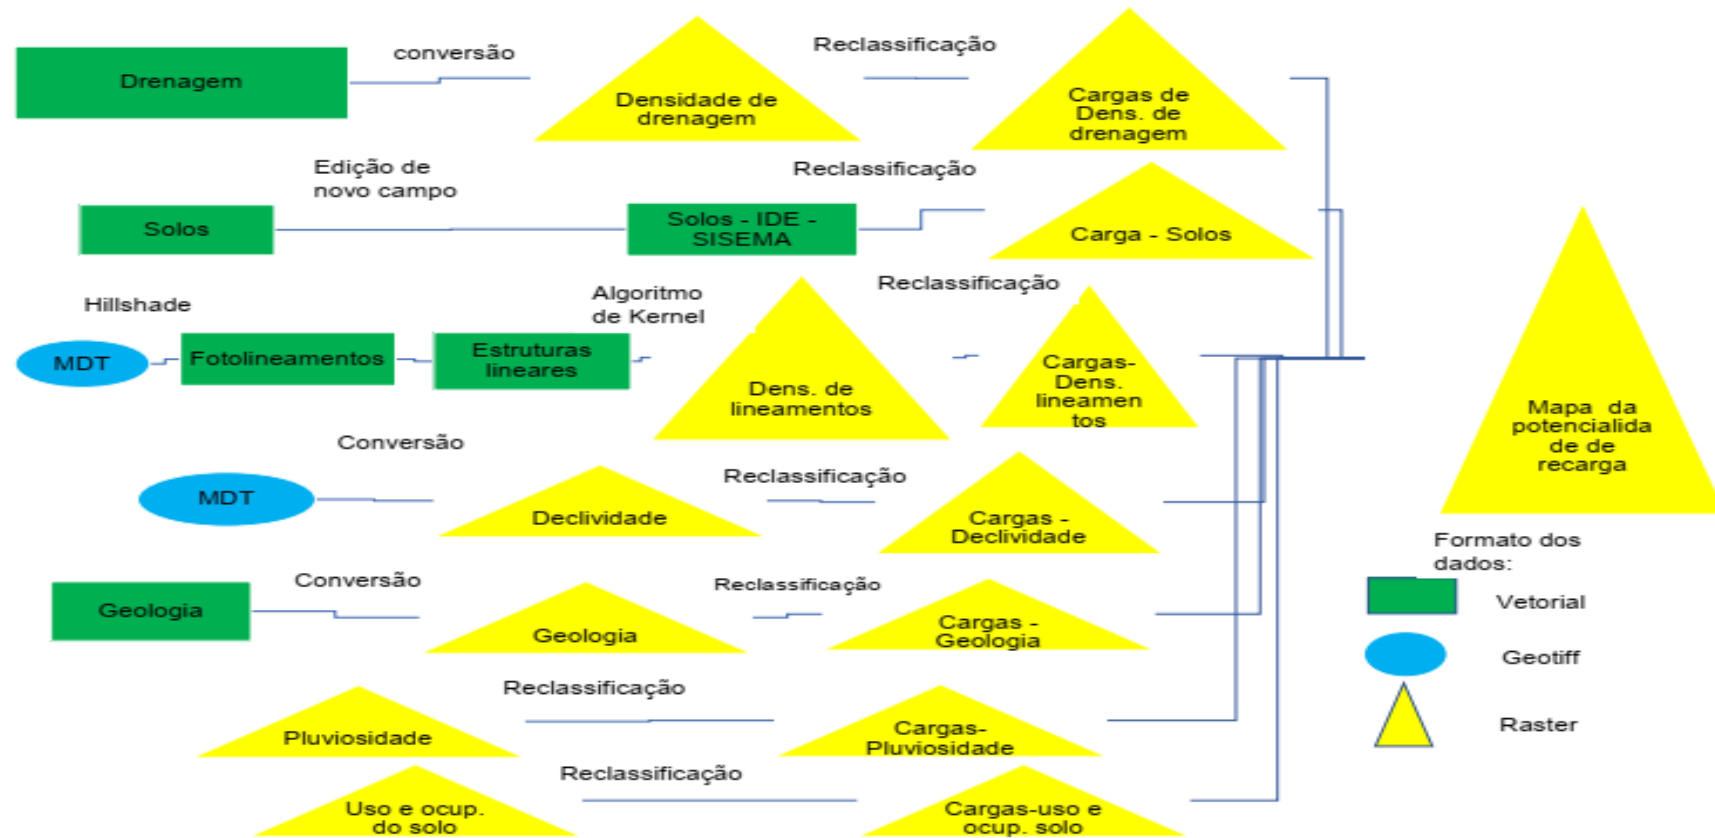 Drenagem
conversão
Densidade de
drenagem
Reclassificação
Cargas de
Dens. de
drenagem
Solos
Edição de
novo campo
Solos - IDE -
SISEMA
Reclassificação
Carga - Solos
Hillshade
MDT
Fotolineamentos
Estruturas
lineares
Algoritmo
de Kernel
Dens. de
lineamentos
Reclassificação
Cargas-
Dens.
lineamen
tos
MDT
Conversão
Declividade
Reclassificação
Cargas -
Declividade
Geologia
Conversão
Geologia
Reclassificação
Cargas -
Geologia
Pluviosidade
Reclassificação
Cargas-
Pluviosidade
Uso e ocup.
do solo
Reclassificação
Cargas-uso e
ocup. solo
Mapa da
potencialida
de de
recarga
Formato dos
dados:
Vetorial
Geotiff
Raster